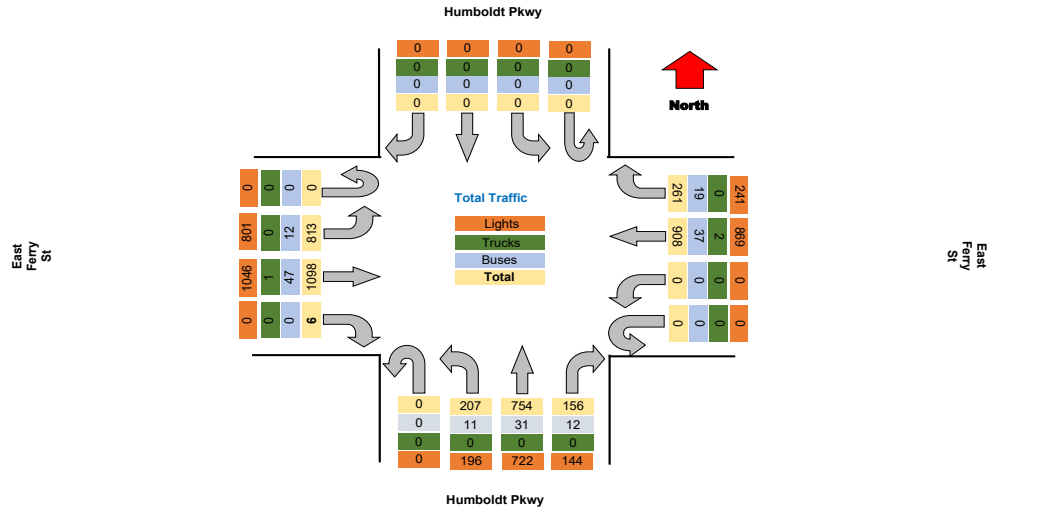 Humboldt Pkwy
0 0 0 0
0 0 0 0
0 0 0 0
0 0 0 0
North
0 0 0 0
801 0 12 813
1046 1 47 1098
0 0 0 6
East
Ferry
St
Total Traffic
Lights
Trucks
Buses
Total
261 19 0 241
908 37 2 869
0 0 0 0
0 0 0 0
East
Ferry
St
0 207 754 156
0 11 31 12
0 0 0 0
0 196 722 144
Humboldt Pkwy